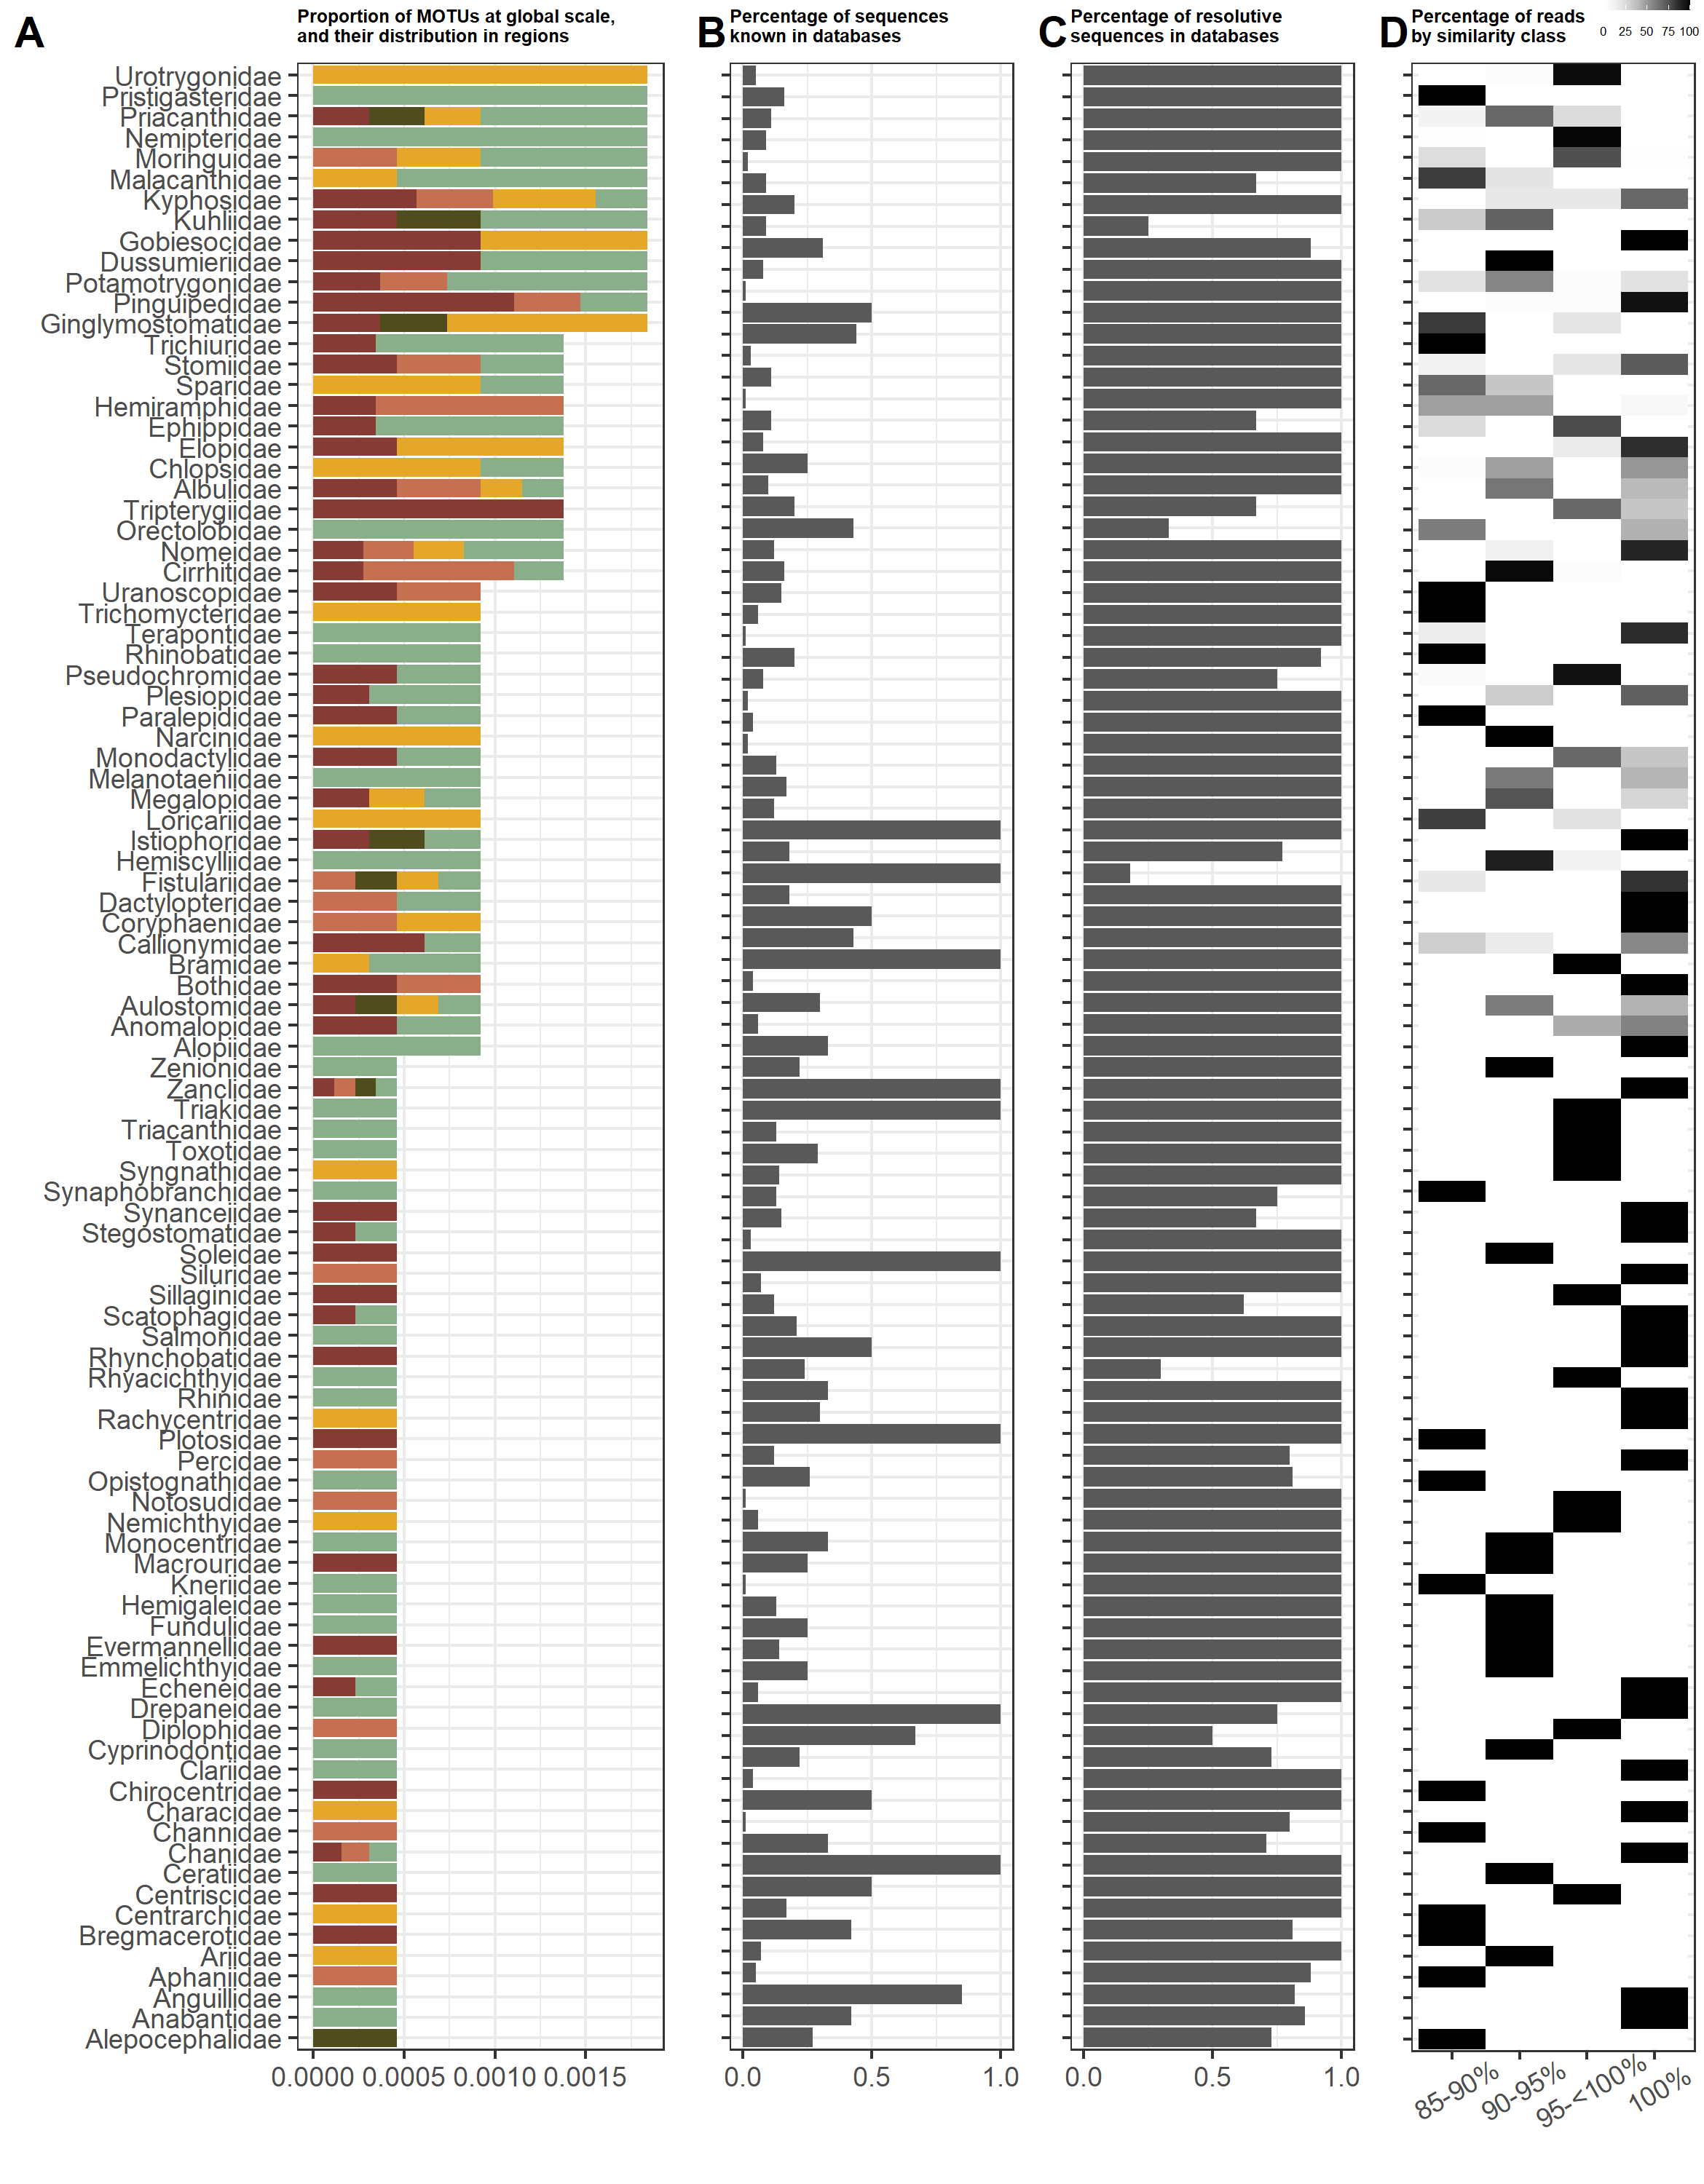 A
Proportion of MOTUs at global scale,
and their distribution in regions
B
Percentage of sequences
known in databases
C
Percentage of resolutive
sequences in databases
D
Percentage of reads
by similarity class
0 25 50 75 100
Urotrygonidae
Pristigasteridae
Priacanthidae
Nemipteridae
Moringuidae
Malacanthidae
Kyphosidae
Kuhliidae
Gobiesocidae
Dussumieriidae
Potamotrygonidae
Pinguipedidae
Ginglymostomatidae
Trichiuridae
Stomiidae
Sparidae
Hemiramphidae
Ephippidae
Elopidae
Chlopsidae
Albulidae
Tripterygiidae
Orectolobidae
Nomeidae
Cirrhitidae
Uranoscopidae
Trichomycteridae
Terapontidae
Rhinobatidae
Pseudochromidae
Plesiopidae
Paralepididae
Narcinidae
Monodactylidae
Melanotaeniidae
Megalopidae
Loricariidae
Istiophoridae
Hemiscylliidae
Fistulariidae
Dactylopteridae
Coryphaenidae
Callionymidae
Bramidae
Bothidae
Aulostomidae
Anomalopidae
Alopiidae
Zenionidae
Zanclidae
Triakidae
Triacanthidae
Toxotidae
Syngnathidae
Synaphobranchidae
Synanceiidae
Stegostomatidae
Soleidae
Siluridae
Sillaginidae
Scatophagidae
Salmonidae
Rhynchobatidae
Rhyacichthyidae
Rhinidae
Rachycentridae
Plotosidae
Percidae
Opistognathidae
Notosudidae
Nemichthyidae
Monocentridae
Macrouridae
Kneriidae
Hemigaleidae
Fundulidae
Evermannellidae
Emmelichthyidae
Echeneidae
Drepaneidae
Diplophidae
Cyprinodontidae
Clariidae
Chirocentridae
Characidae
Channidae
Chanidae
Ceratiidae
Centriscidae
Centrarchidae
Bregmacerotidae
Ariidae
Aphaniidae
Anguillidae
Anabantidae
Alepocephalidae
0.0000 0.0005 0.0010 0.0015
0.0 0.5 1.0
0.0 0.5 1.0
85-90% 90-95% 95-<100% 100%